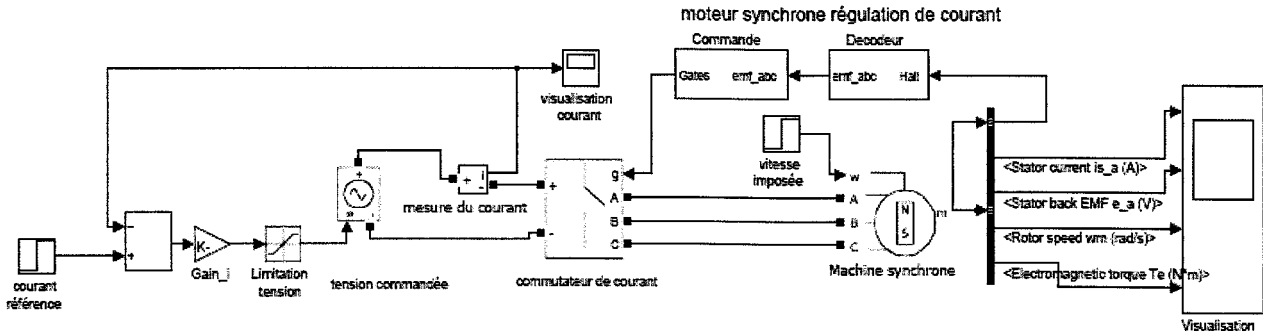 moteur synchrone régulation de courant
Commande
Decodeur
Gates
emf_abc
emf_abc
Hall
visualisation
courant
vitesse
imposée
w
g
+
i
-
+
mesure du courant
+
-
A
B
C
A
B
C
m
N
S
Machine synchrone
<Stator current is_a (A)>
<Stator back EMF e_a (V)>
<Rotor speed wm (rad/s)>
<Electromagnetic torque Te (N*m)>
-
+
K-
Gain_i
Limitation
tension
tension commandée
commutateur de courant
courant
référence
Visualisation